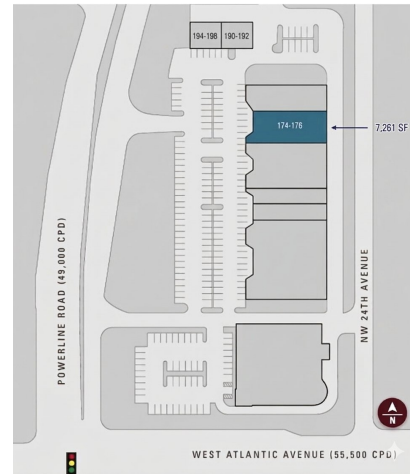 194-198
190-192
174-176
7,261 SF
POWERLINE ROAD (49,000 CPD)
NW 24TH AVENUE
N
WEST ATLANTIC AVENUE (55,500 CPD)